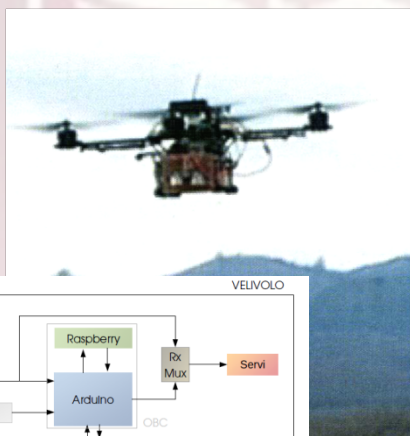 VELIVOLO
Raspberry
Rx
Mux
Servi
Arduino
OBC